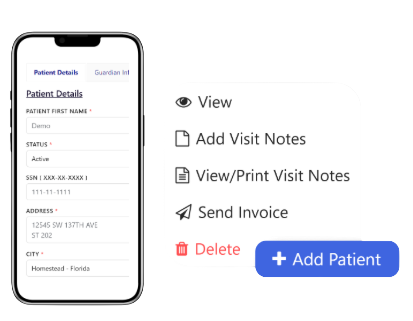 Patient Details
Guardian Inf
Patient Details
PATIENT FIRST NAME *
Demo
STATUS *
Active
SSN ( XXX-XX-XXXX )
111-11-1111
ADDRESS *
12545 SW 137TH AVE
ST 202
CITY *
Homestead - Florida
View
Add Visit Notes
View/Print Visit Notes
Send Invoice
Delete
+ Add Patient